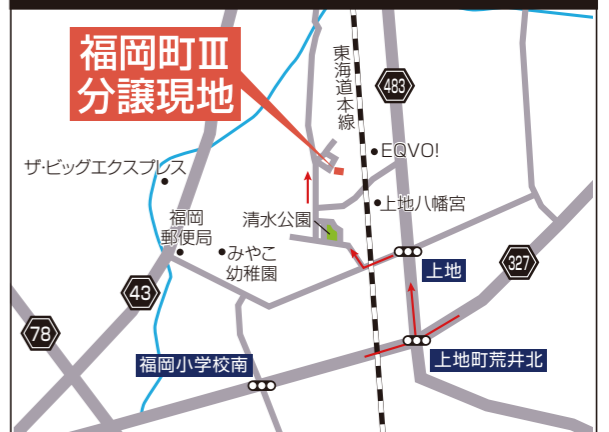 福岡町Ⅲ
分譲現地
東海道本線
483
EQVO!
ザ・ビッグエクスプレス
上地八幡宮
福岡
郵便局
清水公園
みやこ
幼稚園
上地
327
43
78
福岡小学校南
上地町荒井北